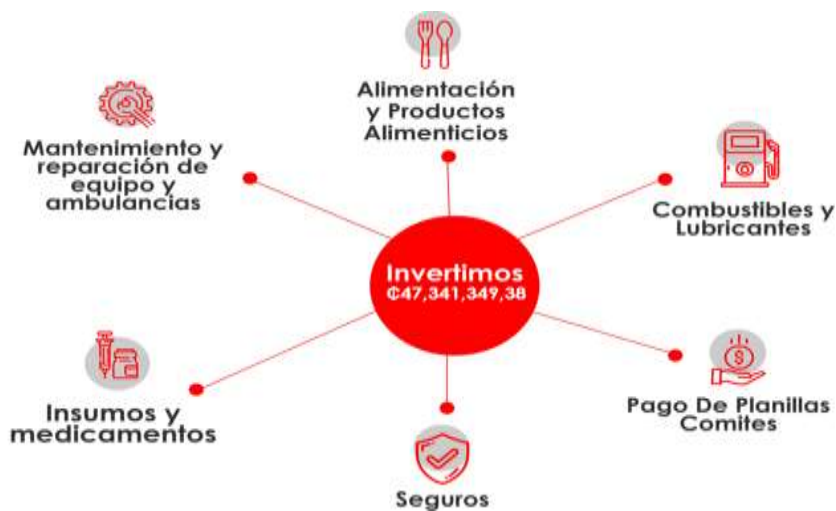 Alimentación
y Productos
Alimenticios
Mantenimiento y
reparación de
equipo y
ambulancias
Combustibles y
Lubricantes
Invertimos
₡47,341,349,38
Insumos y
medicamentos
Pago De Planillas
Comites
Seguros